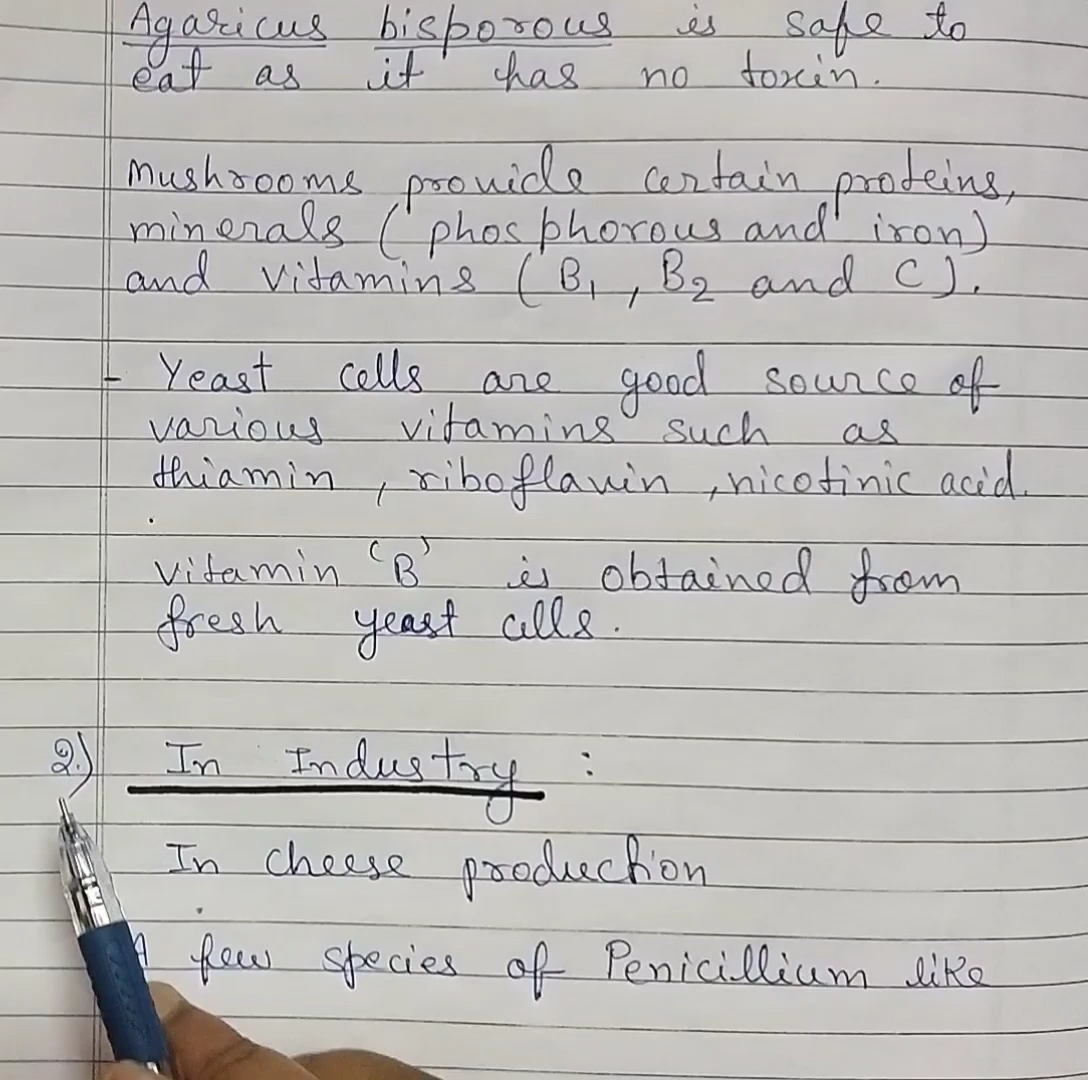 Agaricus bisporous is safe to
eat as it has no toxin.
Mushrooms provide certain proteins,
minerals (phosphorous and iron)
and vitamins (B1, B2 and C).
- Yeast cells are good source of
various vitamins such as
thiamin, riboflavin, nicotinic acid.
vitamin 'B' is obtained from
fresh yeast cells.
2.) In Industry :
In cheese production
A few species of Penicillium like